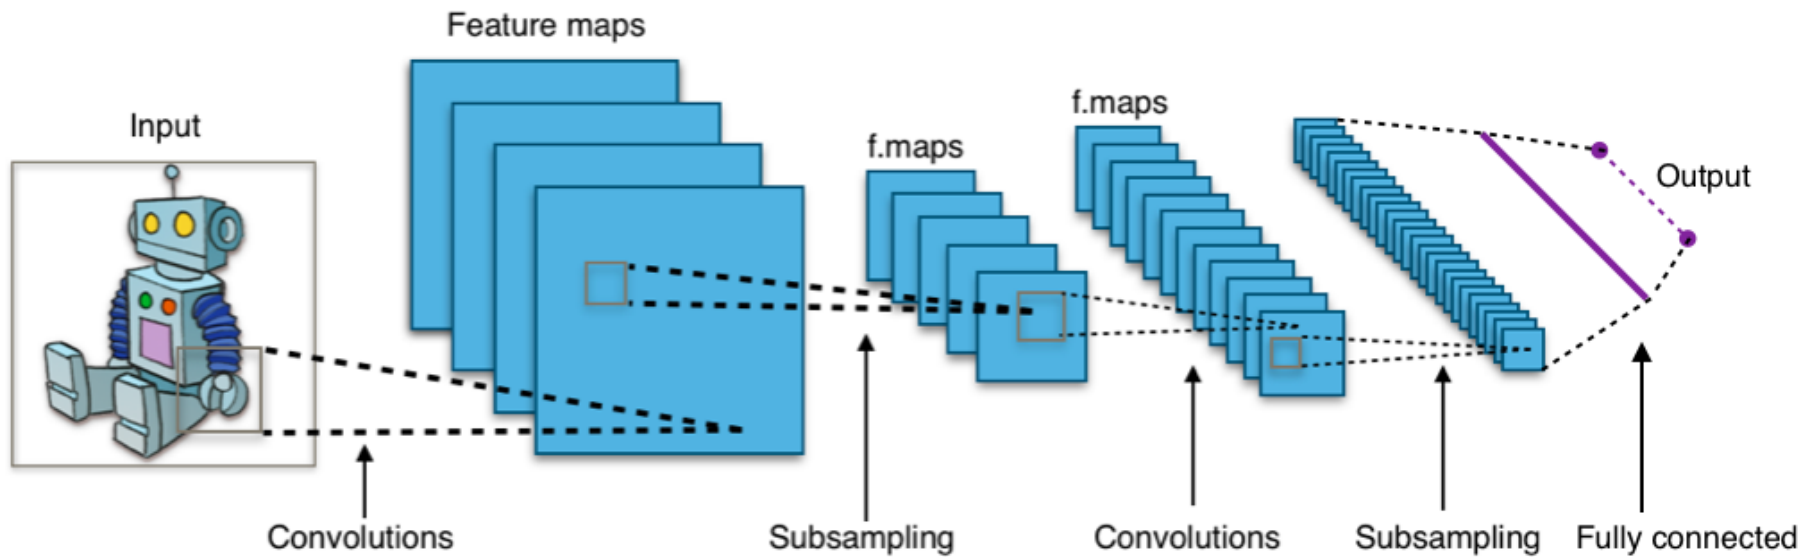 Feature maps
f.maps
Input
f.maps
Output
Convolutions
Subsampling
Convolutions
Subsampling
Fully connected